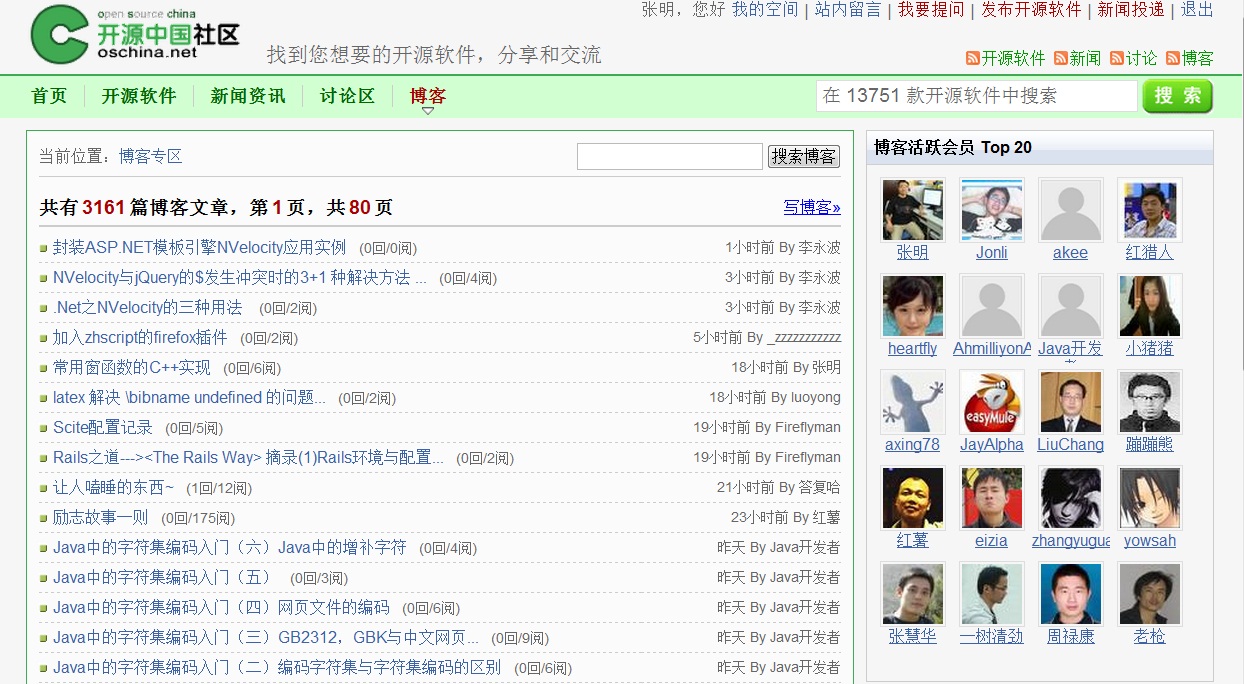 open source china
开源中国社区
oschina.net
找到您想要的开源软件，分享和交流
张明，您好 我的空间 | 站内留言 | 我要提问 | 发布开源软件 | 新闻投递 | 退出
开源软件 新闻 讨论 博客
首页 开源软件 新闻资讯 讨论区 博客
在 13751 款开源软件中搜索 搜 索
当前位置：博客专区 搜索博客
共有3161篇博客文章，第1页，共80页 写博客»
封装ASP.NET模板引擎NVelocity应用实例 (0回/0阅) 1小时前 By 李永波
NVelocity与jQuery的$发生冲突时的3+1 种解决方法 ... (0回/4阅) 3小时前 By 李永波
.Net之NVelocity的三种用法 (0回/2阅) 3小时前 By 李永波
加入zhscript的firefox插件 (0回/2阅) 5小时前 By _zzzzzzzzzzz
常用窗函数的C++实现 (0回/6阅) 18小时前 By 张明
latex 解决 \bibname undefined 的问题... (0回/2阅) 18小时前 By luoyong
Scite配置记录 (0回/5阅) 19小时前 By Fireflyman
Rails之道---><The Rails Way> 摘录(1)Rails环境与配置... (0回/2阅) 19小时前 By Fireflyman
让人嗑睡的东西~ (1回/12阅) 21小时前 By 答复哈
励志故事一则 (0回/175阅) 23小时前 By 红薯
Java中的字符集编码入门（六）Java中的增补字符 (0回/4阅) 昨天 By Java开发者
Java中的字符集编码入门（五） (0回/3阅) 昨天 By Java开发者
Java中的字符集编码入门（四）网页文件的编码 (0回/6阅) 昨天 By Java开发者
Java中的字符集编码入门（三）GB2312，GBK与中文网页... (0回/9阅) 昨天 By Java开发者
Java中的字符集编码入门（二）编码字符集与字符集编码的区别 (0回/6阅) 昨天 By Java开发者
博客活跃会员 Top 20
张明 Jonli akee 红猎人
heartfly AhmilliyonA Java开发 小猪猪
axing78 JayAlpha LiuChang 蹦蹦熊
easyMule
红薯 eizia zhangyugua yowsah
张慧华 一树清劲 周禄康 老枪